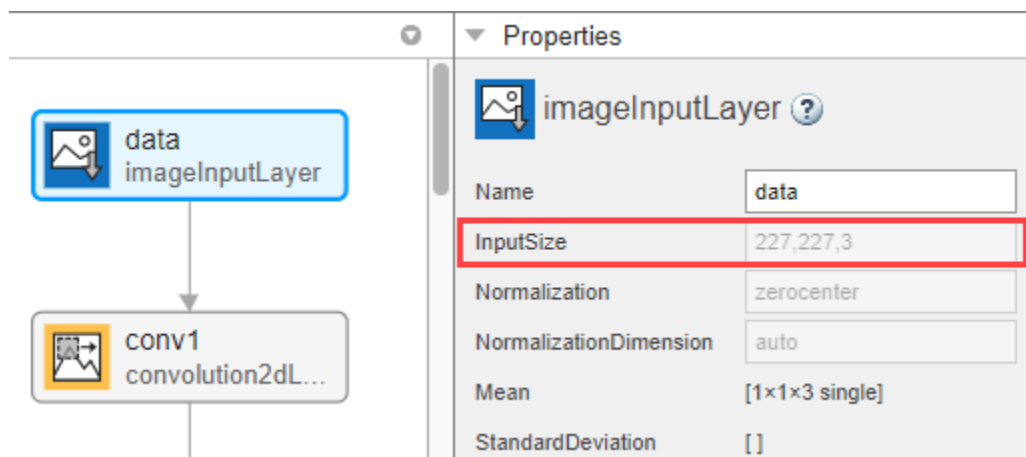 data
imageInputLayer
conv1
convolution2dL...
Properties
imageInputLayer
Name data
InputSize 227,227,3
Normalization zerocenter
NormalizationDimension auto
Mean [1×1×3 single]
StandardDeviation []